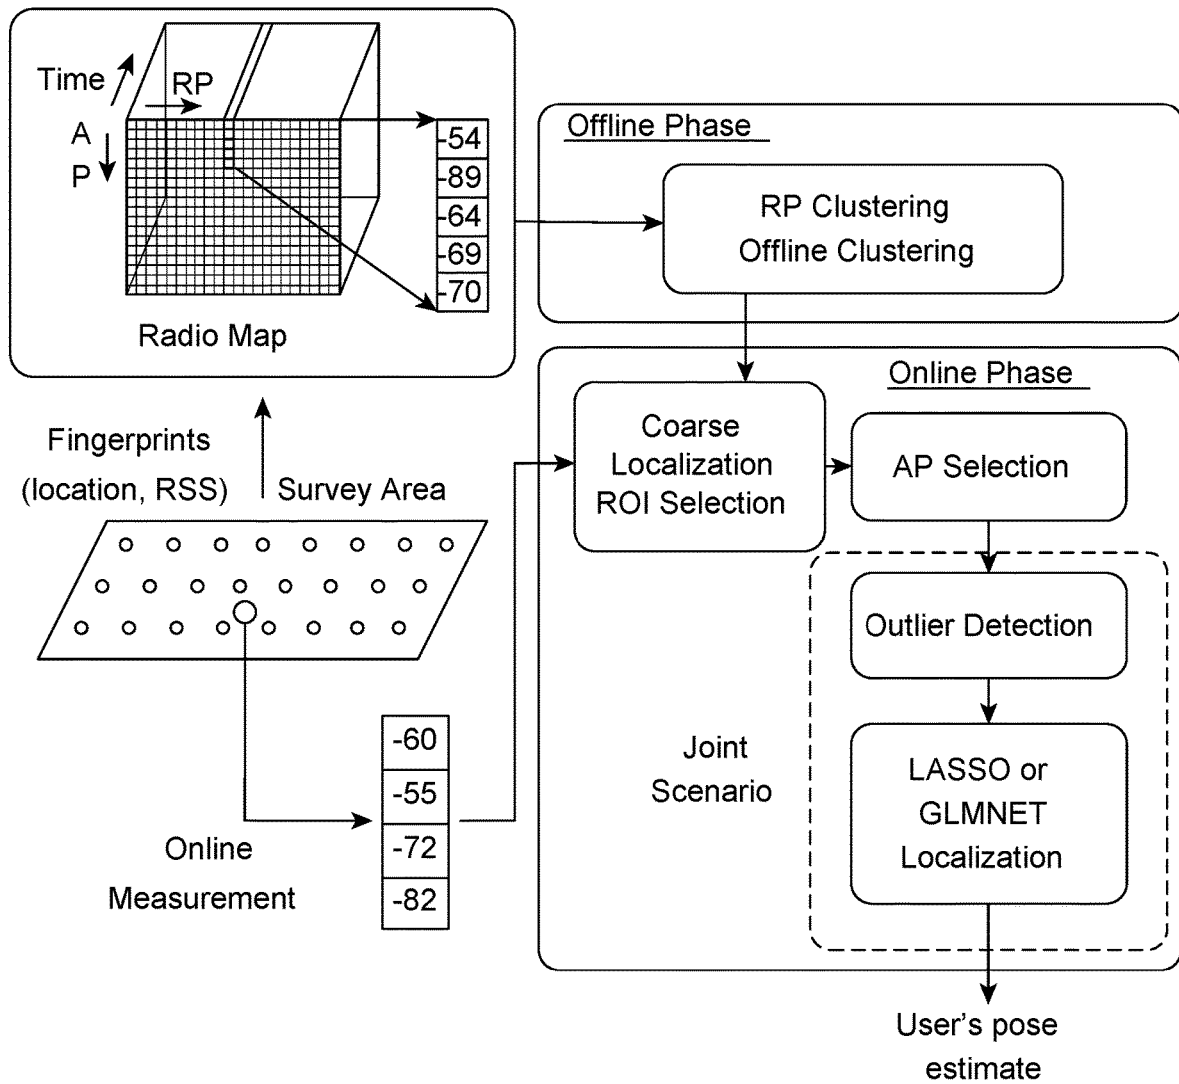 Time
RP
A
P
-54
-89
-64
-69
-70
Radio Map
Offline Phase
RP Clustering
Offline Clustering
Online Phase
Coarse
Localization
ROI Selection
AP Selection
Fingerprints
(location, RSS)
Survey Area
Outlier Detection
Joint
Scenario
LASSO or
GLMNET
Localization
-60
-55
-72
-82
Online
Measurement
User's pose
estimate